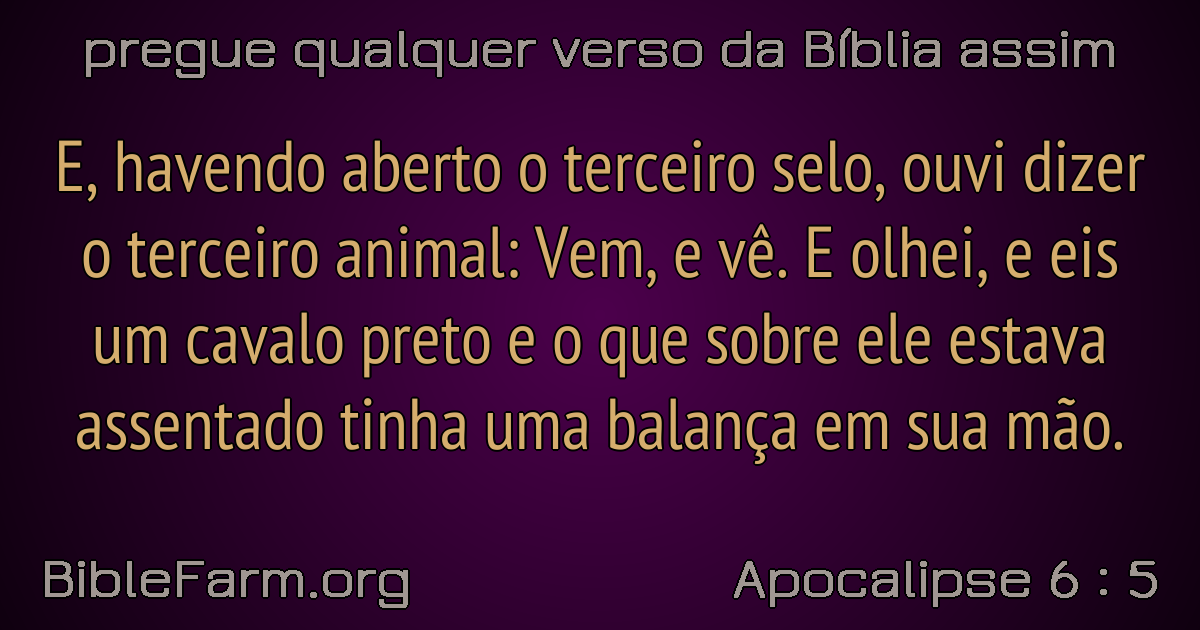 pregue qualquer verso da Bíblia assim
E, havendo aberto o terceiro selo, ouvi dizer
o terceiro animal: Vem, e vê. E olhei, e eis
um cavalo preto e o que sobre ele estava
assentado tinha uma balança em sua mão.
BibleFarm.org
Apocalipse 6 : 5